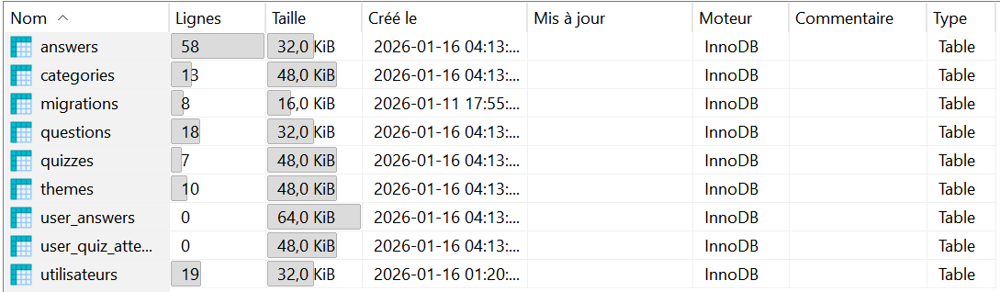 Nom Lignes Taille Créé le Mis à jour Moteur Commentaire Type
answers 58 32,0 KiB 2026-01-16 04:13:... InnoDB Table
categories 13 48,0 KiB 2026-01-16 04:13:... InnoDB Table
migrations 8 16,0 KiB 2026-01-11 17:55:... InnoDB Table
questions 18 32,0 KiB 2026-01-16 04:13:... InnoDB Table
quizzes 7 48,0 KiB 2026-01-16 04:13:... InnoDB Table
themes 10 48,0 KiB 2026-01-16 04:13:... InnoDB Table
user_answers 0 64,0 KiB 2026-01-16 04:13:... InnoDB Table
user_quiz_atte... 0 48,0 KiB 2026-01-16 04:13:... InnoDB Table
utilisateurs 19 32,0 KiB 2026-01-16 01:20:... InnoDB Table